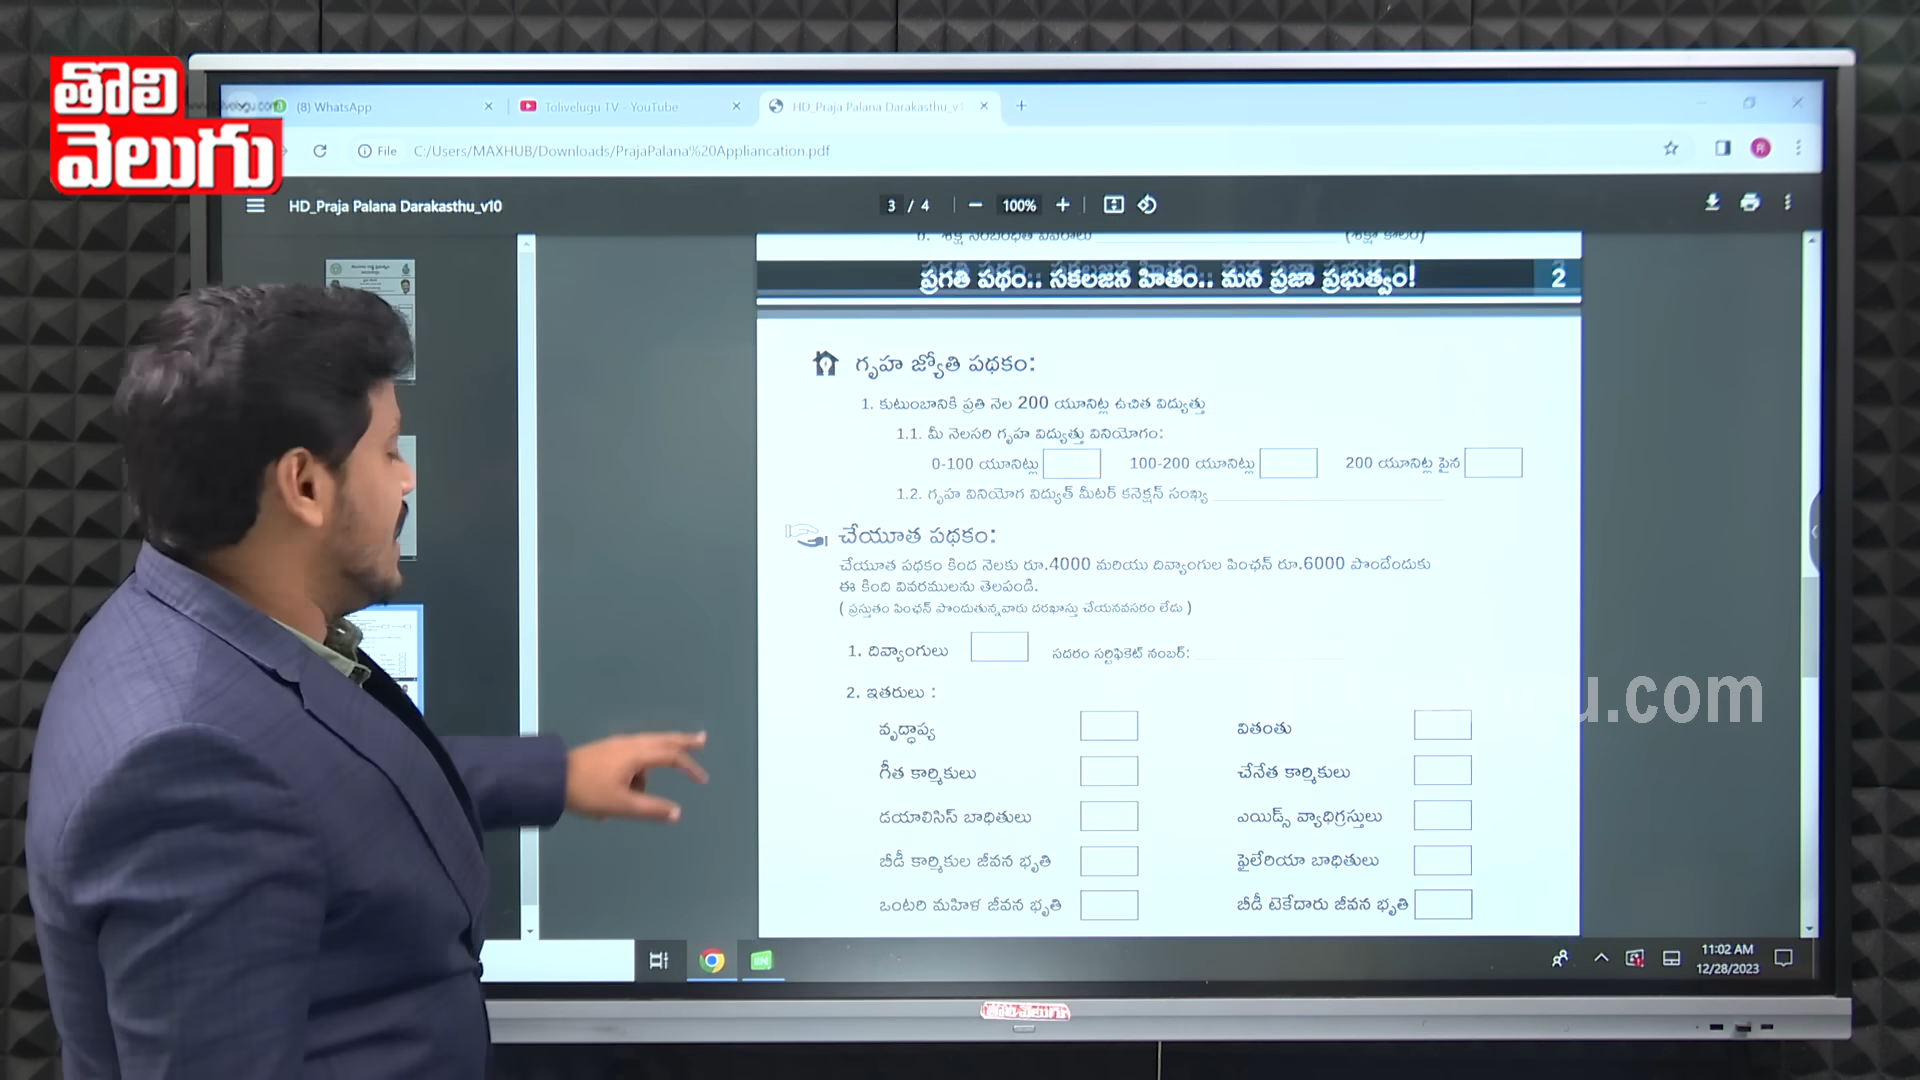 తొలి
వెలుగు
(8) WhatsApp
Tolivelugu TV - YouTube
HD_Praja Palana Darakasthu_v1
File
C:/Users/MAXHUB/Downloads/PrajaPalana%20Appliancation.pdf
HD_Praja Palana Darakasthu_v10
3 / 4
100%
ప్రగతి పథం.. సకలజన హితం.. మన ప్రజా ప్రభుత్వం!
2
గృహ జ్యోతి పథకం:
1. కుటుంబానికి ప్రతి నెల 200 యూనిట్ల ఉచిత విద్యుత్తు
1.1. మీ నెలసరి గృహ విద్యుత్తు వినియోగం:
0-100 యూనిట్లు 100-200 యూనిట్లు 200 యూనిట్ల పైన
1.2. గృహ వినియోగ విద్యుత్ మీటర్ కనెక్షన్ సంఖ్య
చేయూత పథకం:
చేయూత పథకం కింద నెలకు రూ.4000 మరియు దివ్యాంగుల పింఛన్ రూ.6000 పొందేందుకు
ఈ కింది వివరములను తెలపండి.
( ప్రస్తుతం పింఛన్ పొందుతున్నవారు దరఖాస్తు చేయనవసరం లేదు )
1. దివ్యాంగులు సదరం సర్టిఫికెట్ నంబర్:
2. ఇతరులు :
వృద్ధాప్య వితంతు
గీత కార్మికులు చేనేత కార్మికులు
డయాలిసిస్ బాధితులు ఎయిడ్స్ వ్యాధిగ్రస్తులు
బీడీ కార్మికుల జీవన భృతి ఫైలేరియా బాధితులు
ఒంటరి మహిళ జీవన భృతి బీడీ టెకేదారు జీవన భృతి
u.com
11:02 AM
12/28/2023
తొలి వెలుగు